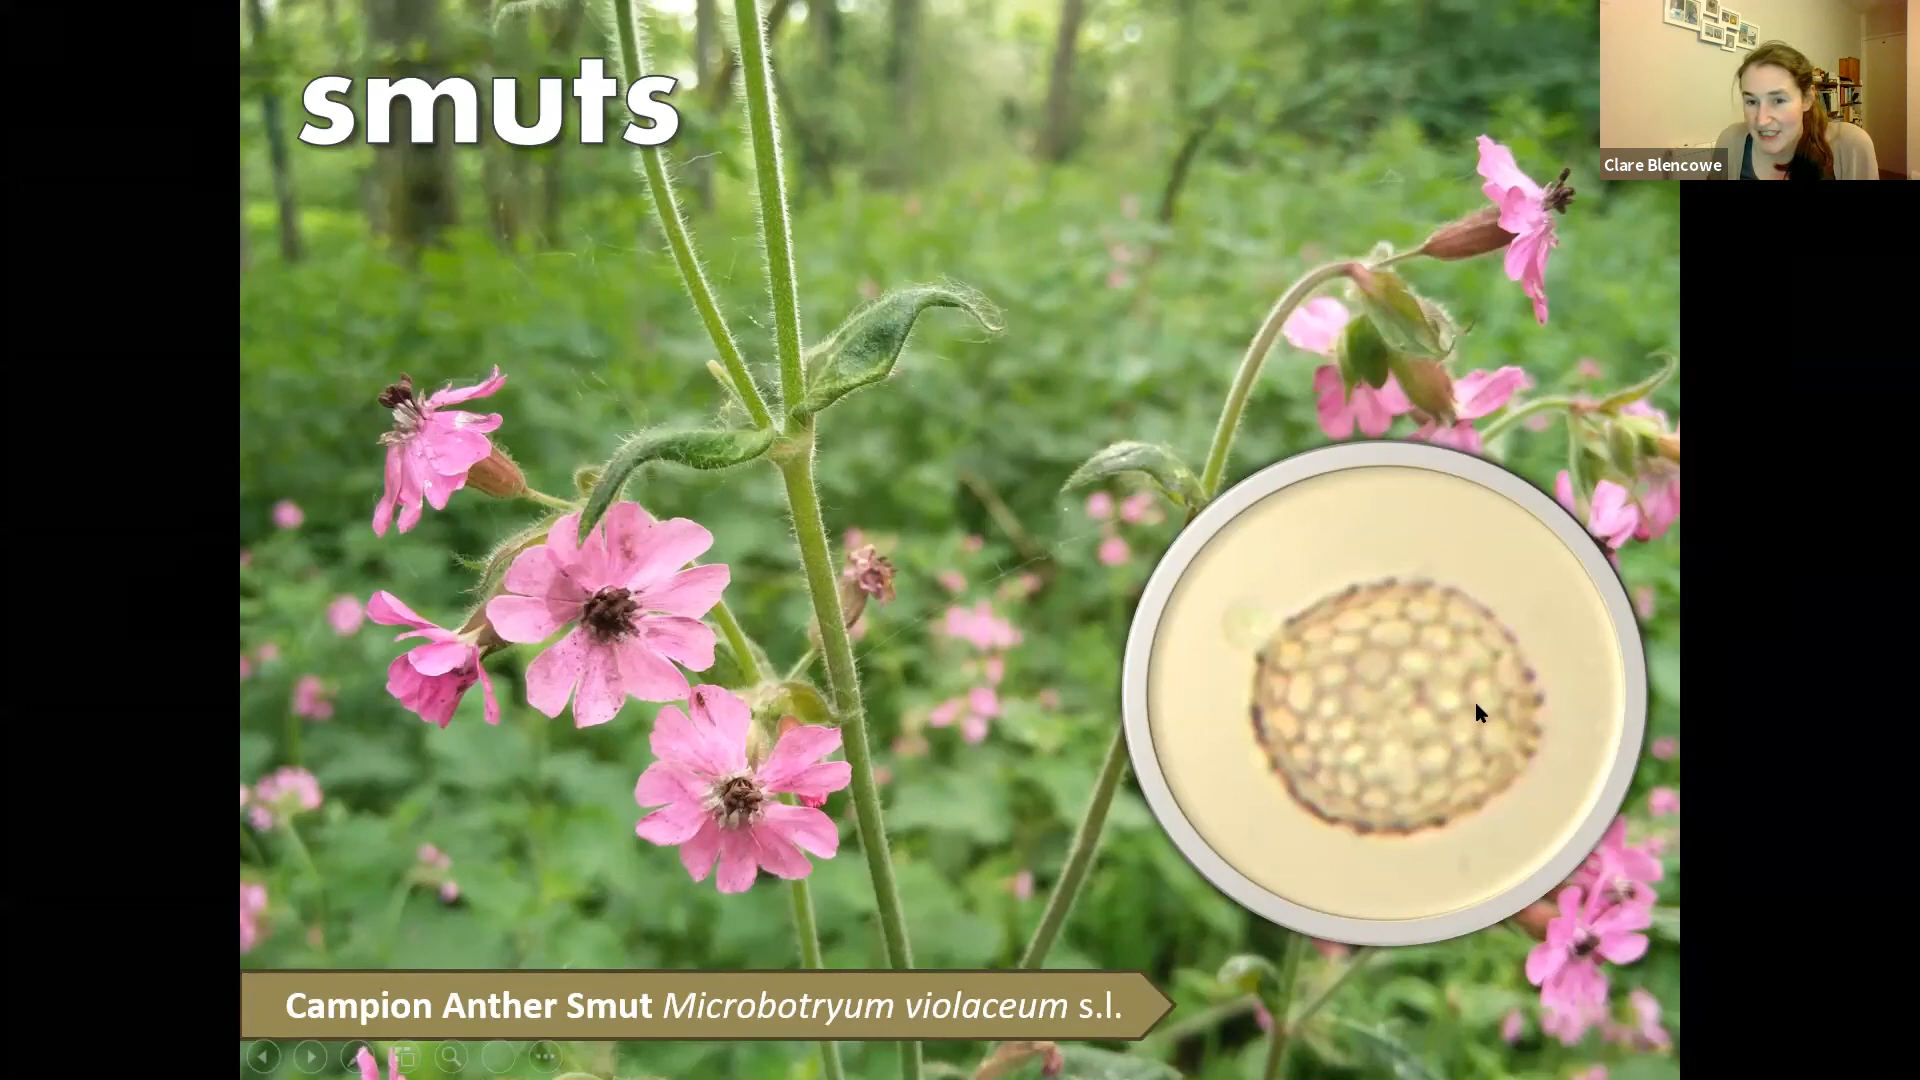 smuts
Clare Blencowe
Campion Anther Smut Microbotryum violaceum s.l.